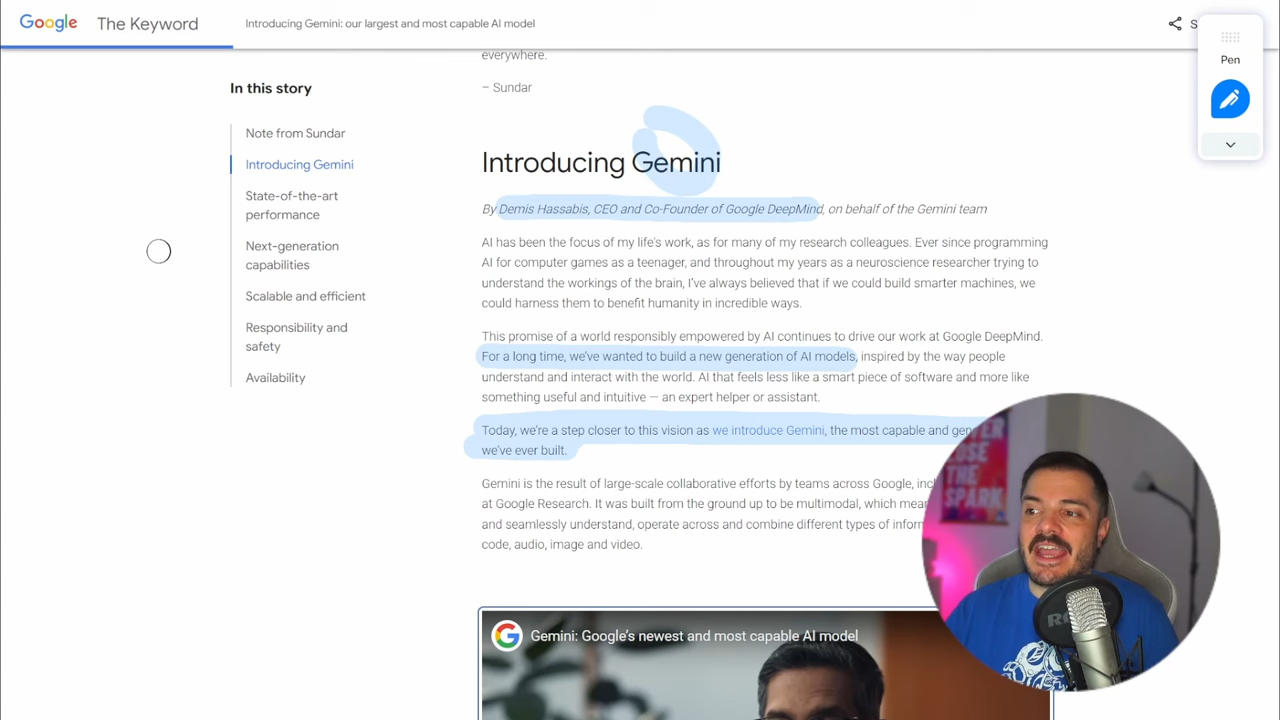 Google The Keyword Introducing Gemini: our largest and most capable AI model
Pen
In this story
Note from Sundar
Introducing Gemini
State-of-the-art
performance
Next-generation
capabilities
Scalable and efficient
Responsibility and
safety
Availability
everywhere.
– Sundar
Introducing Gemini
By Demis Hassabis, CEO and Co-Founder of Google DeepMind, on behalf of the Gemini team
AI has been the focus of my life's work, as for many of my research colleagues. Ever since programming
AI for computer games as a teenager, and throughout my years as a neuroscience researcher trying to
understand the workings of the brain, I've always believed that if we could build smarter machines, we
could harness them to benefit humanity in incredible ways.
This promise of a world responsibly empowered by AI continues to drive our work at Google DeepMind.
For a long time, we've wanted to build a new generation of AI models, inspired by the way people
understand and interact with the world. AI that feels less like a smart piece of software and more like
something useful and intuitive — an expert helper or assistant.
Today, we're a step closer to this vision as we introduce Gemini, the most capable and
we've ever built.
Gemini is the result of large-scale collaborative efforts by teams across Google,
at Google Research. It was built from the ground up to be multimodal, which
and seamlessly understand, operate across and combine different types of
code, audio, image and video.
LOSE
THE
SPARK
Gemini: Google's newest and most capable AI model